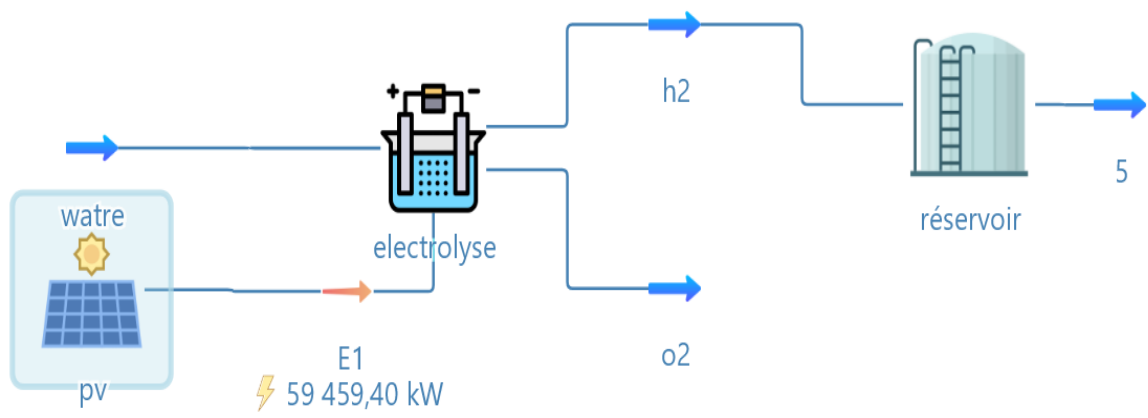 h2
5
watre
réservoir
electrolyse
E1
o2
59 459,40 kW
pv